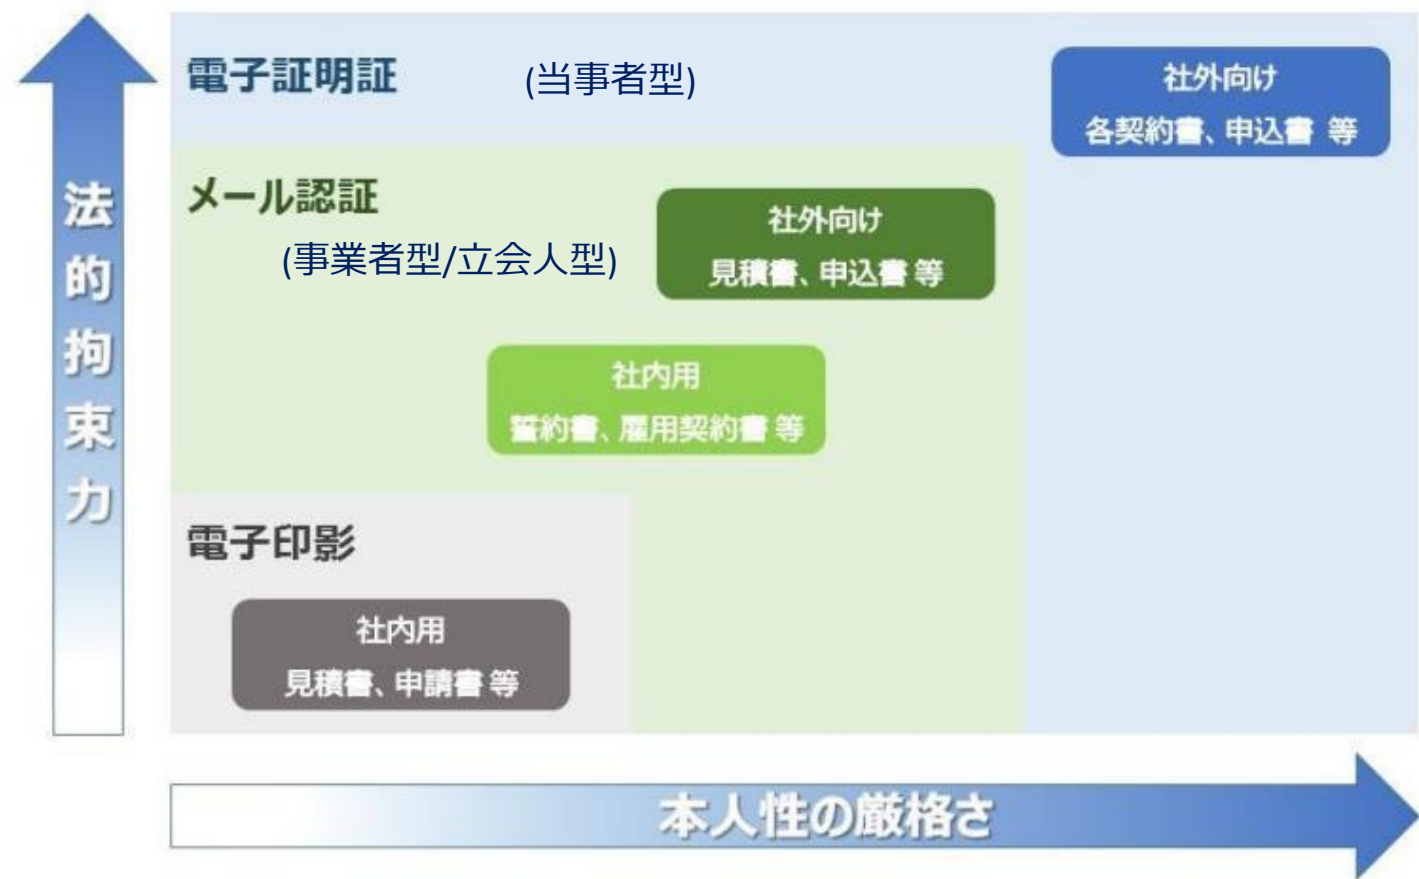 電子証明証 (当事者型)
社外向け
各契約書、申込書 等
メール認証
(事業者型/立会人型)
社外向け
見積書、申込書 等
社内用
誓約書、雇用契約書 等
電子印影
社内用
見積書、申請書 等
法的拘束力
本人性の厳格さ